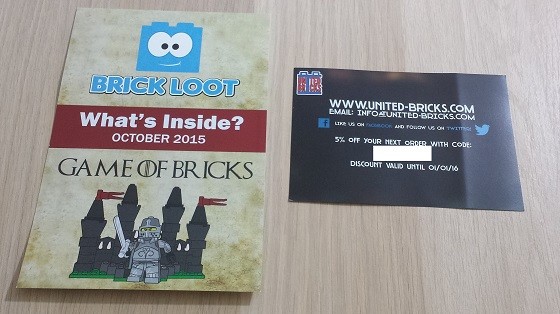 BRICK LOOT
What's Inside?
OCTOBER 2015
GAME OF BRICKS
WWW.UNITED-BRICKS.COM
EMAIL: INFO@UNITED-BRICKS.COM
LIKE US ON FACEBOOK AND FOLLOW US ON TWITTER
5% OFF YOUR NEXT ORDER WITH CODE:
DISCOUNT VALID UNTIL 01/01/16